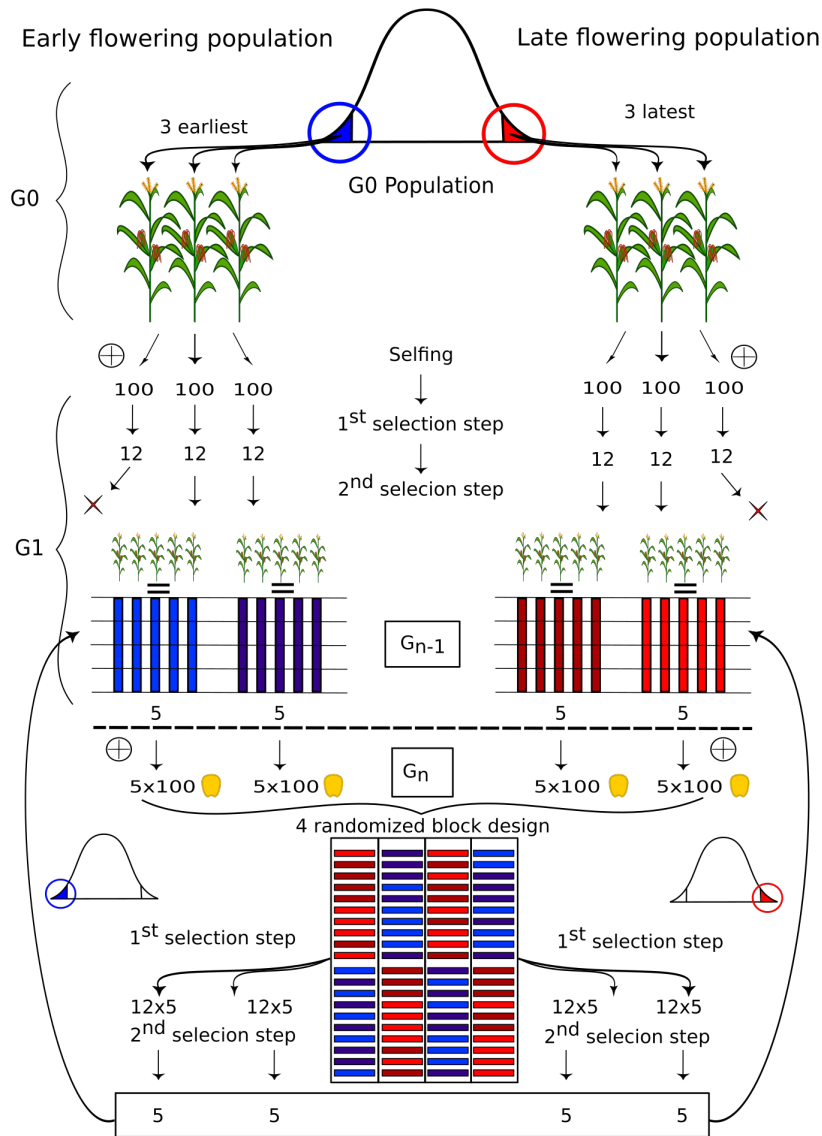 Early flowering population
Late flowering population
3 earliest
3 latest
G0 Population
G0
Selfing
100 100 100
100 100 100
1st selection step
12 12 12
12 12 12
2nd selecion step
G1
Gn-1
5 5
5 5
Gn
5x100 5x100
5x100 5x100
4 randomized block design
1st selection step
1st selection step
12x5 12x5
12x5 12x5
2nd selecion step
2nd selecion step
5 5 5 5